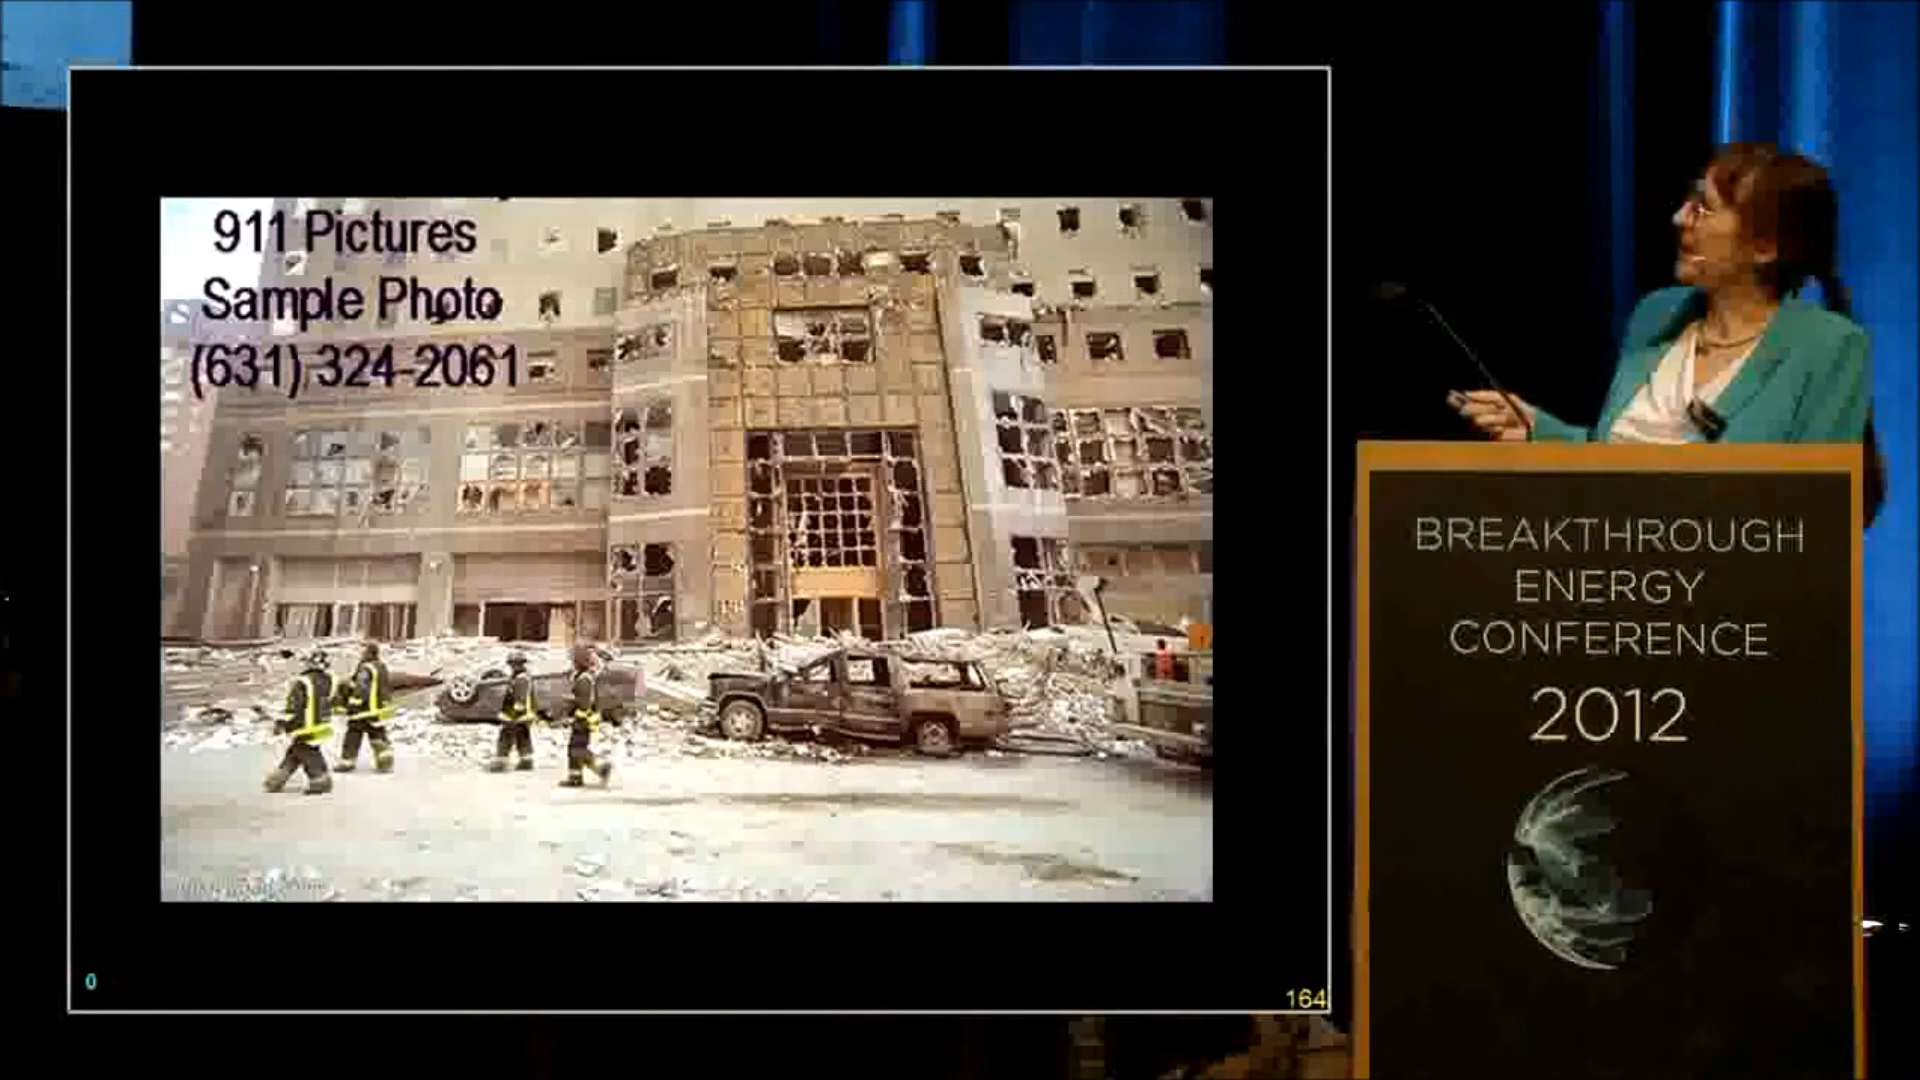 911 Pictures
Sample Photo
(631) 324-2061
0
164
BREAKTHROUGH
ENERGY
CONFERENCE
2012